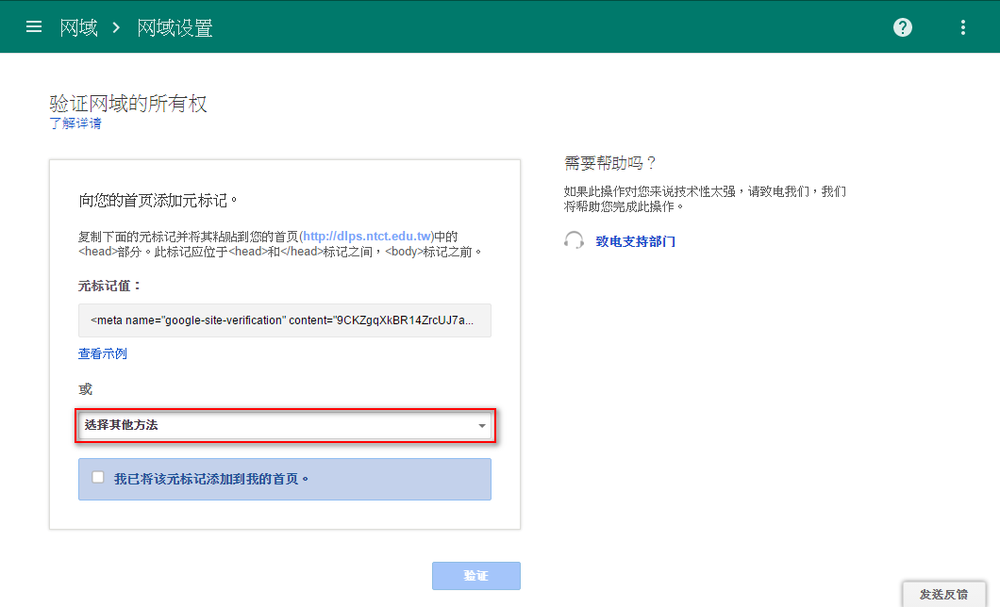 网域 > 网域设置
验证网域的所有权
了解详请
向您的首页添加元标记。
复制下面的元标记并将其粘贴到您的首页(http://dlps.ntct.edu.tw)中的
<head>部分。此标记应位于<head>和</head>标记之间，<body>标记之前。
元标记值：
<meta name="google-site-verification" content="9CKZgqXkBR14ZrcUJ7a...
查看示例
或
选择其他方法
我已将该元标记添加到我的首页。
验证
需要帮助吗？
如果此操作对您来说技术性太强，请致电我们，我们
将帮助您完成此操作。
致电支持部门
发送反馈